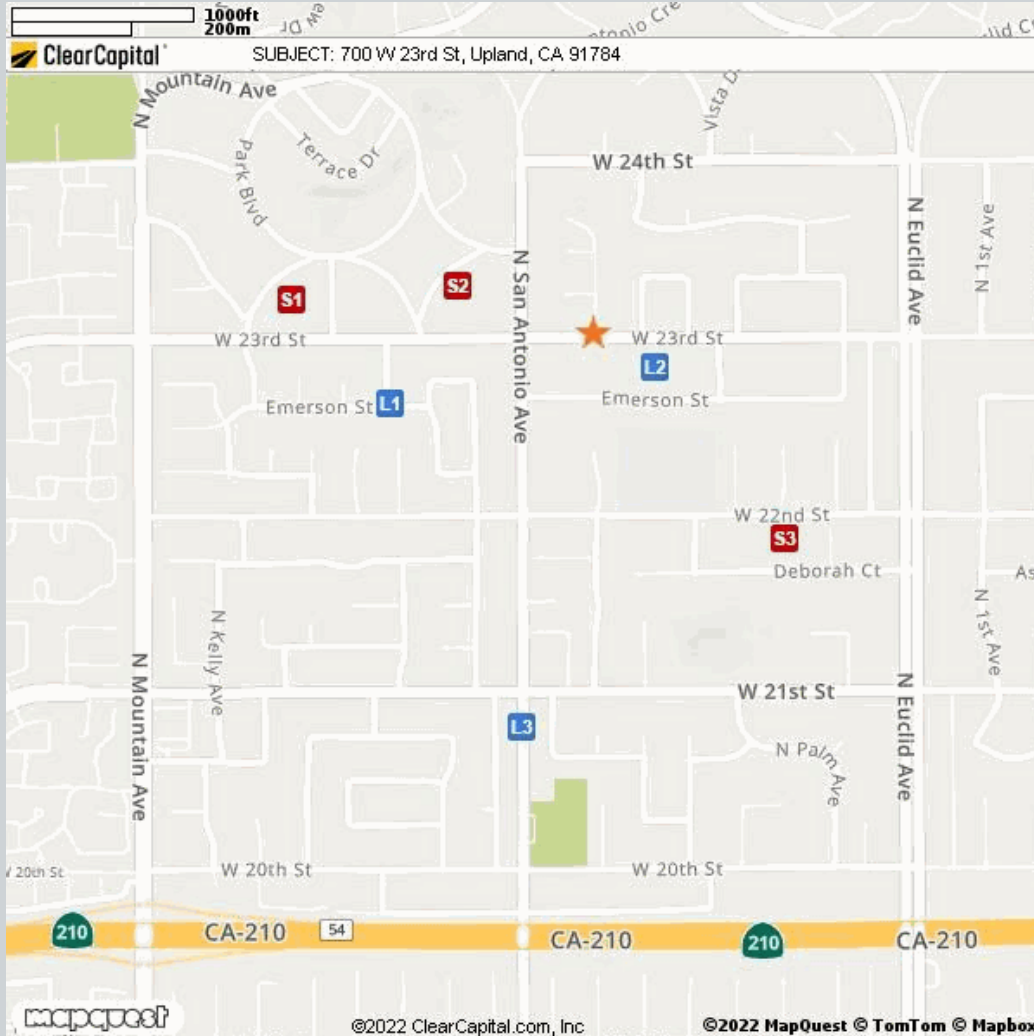 1000ft
200m
ClearCapital
SUBJECT: 700 W 23rd St, Upland, CA 91784
N Mountain Ave
Terrace Dr
Park Blvd
Vista D
W 24th St
N Euclid Ave
N 1st Ave
N San Antonio Ave
S1
S2
W 23rd St
W 23rd St
L2
Emerson St
L1
Emerson St
W 22nd St
S3
Deborah Ct
As
N Kelly Ave
N 1st Ave
N Mountain Ave
W 21st St
N Euclid Ave
L3
N Palm Ave
W 20th St
W 20th St
W 20th St
210
CA-210
54
CA-210
210
CA-210
mapquest
©2022 ClearCapital.com, Inc
©2022 MapQuest © TomTom © Mapbox